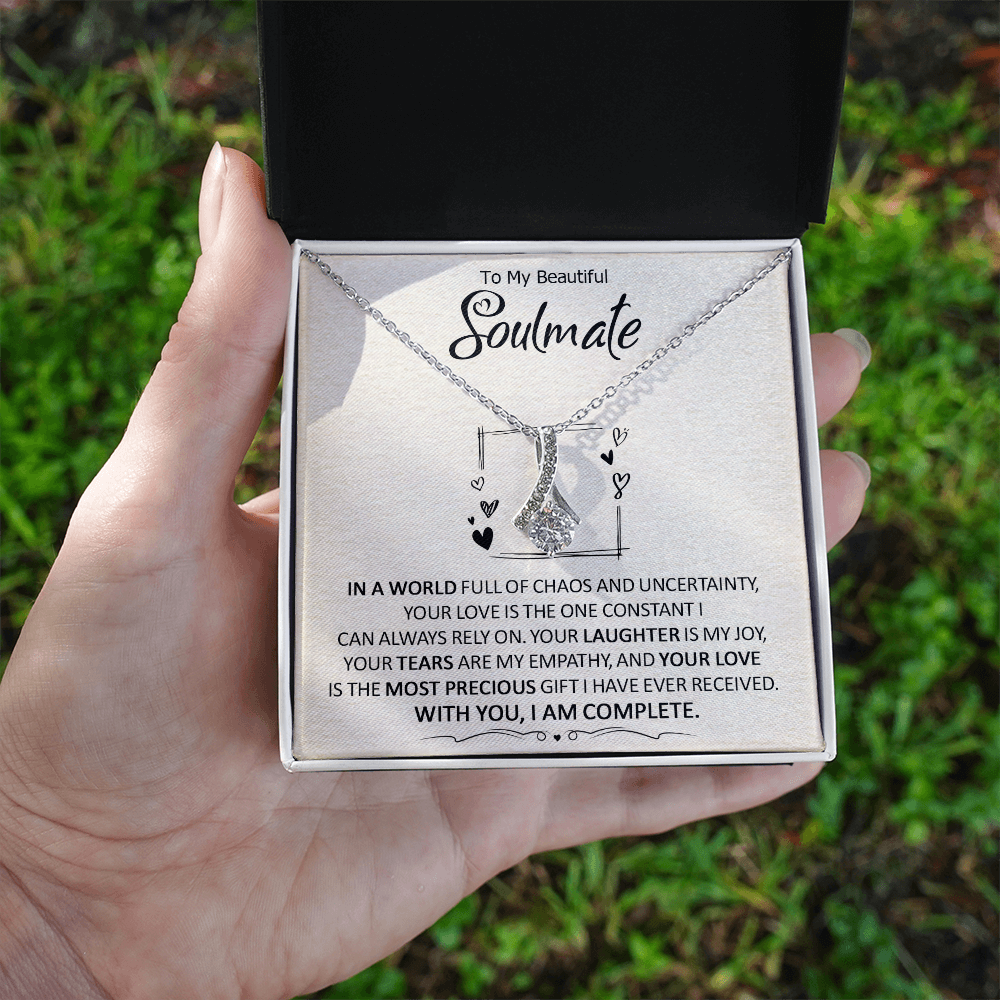 To My Beautiful
Soulmate
IN A WORLD FULL OF CHAOS AND UNCERTAINTY,
YOUR LOVE IS THE ONE CONSTANT I
CAN ALWAYS RELY ON. YOUR LAUGHTER IS MY JOY,
YOUR TEARS ARE MY EMPATHY, AND YOUR LOVE
IS THE MOST PRECIOUS GIFT I HAVE EVER RECEIVED.
WITH YOU, I AM COMPLETE.